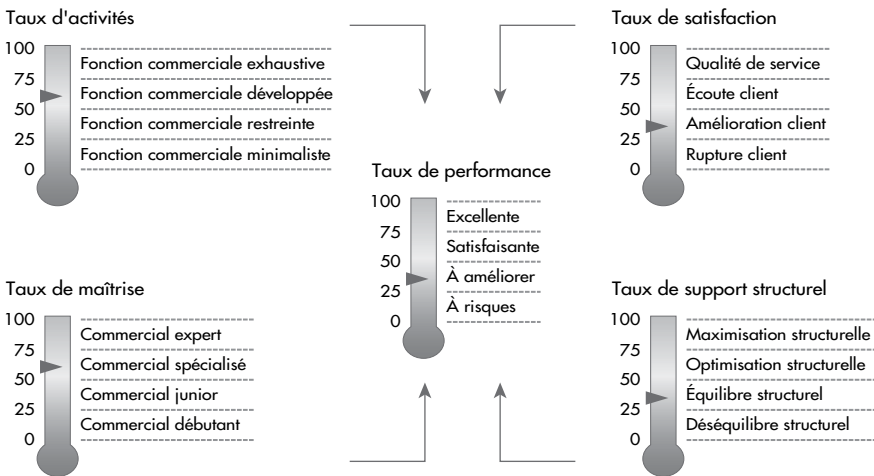 Taux d'activités
100
Fonction commerciale exhaustive
75
Fonction commerciale développée
50
Fonction commerciale restreinte
25
Fonction commerciale minimaliste
0
Taux de satisfaction
100
Qualité de service
75
Écoute client
50
Amélioration client
25
Rupture client
0
Taux de performance
100
Excellente
75
Satisfaisante
50
À améliorer
25
À risques
0
Taux de maîtrise
100
Commercial expert
75
Commercial spécialisé
50
Commercial junior
25
Commercial débutant
0
Taux de support structurel
100
Maximisation structurelle
75
Optimisation structurelle
50
Équilibre structurel
25
Déséquilibre structurel
0